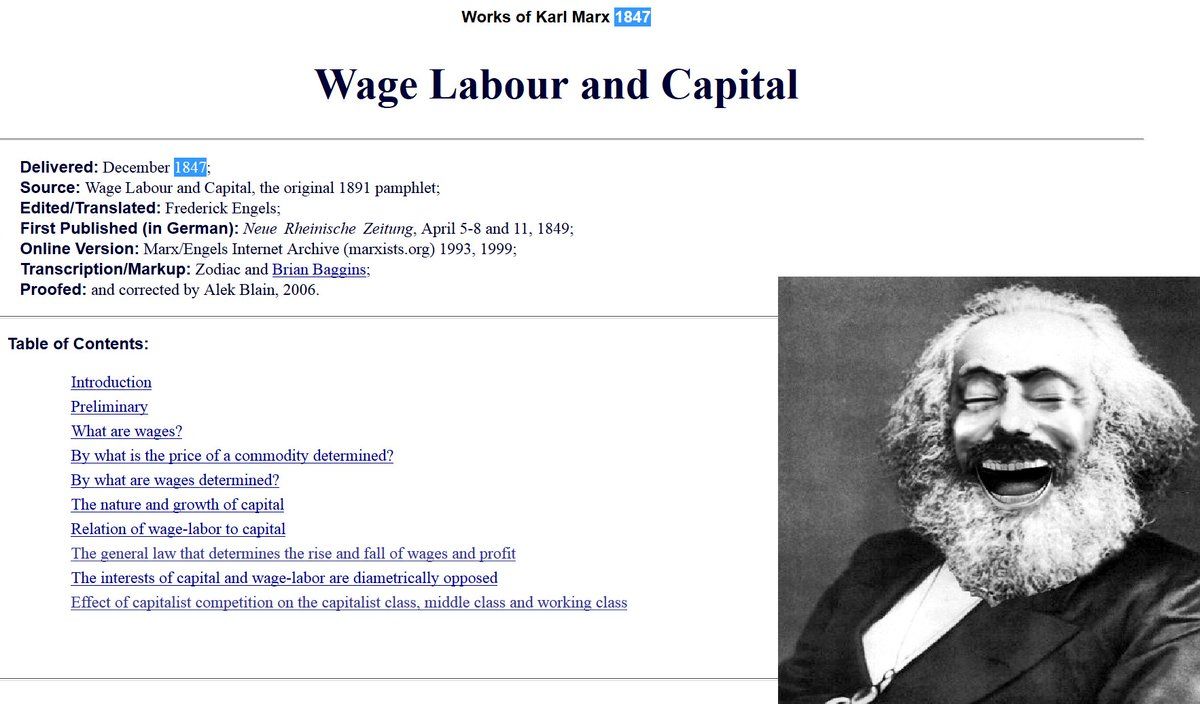 Works of Karl Marx 1847
Wage Labour and Capital
Delivered: December 1847;
Source: Wage Labour and Capital, the original 1891 pamphlet;
Edited/Translated: Frederick Engels;
First Published (in German): Neue Rheinische Zeitung, April 5-8 and 11, 1849;
Online Version: Marx/Engels Internet Archive (marxists.org) 1993, 1999;
Transcription/Markup: Zodiac and Brian Baggins;
Proofed: and corrected by Alek Blain, 2006.
Table of Contents:
Introduction
Preliminary
What are wages?
By what is the price of a commodity determined?
By what are wages determined?
The nature and growth of capital
Relation of wage-labor to capital
The general law that determines the rise and fall of wages and profit
The interests of capital and wage-labor are diametrically opposed
Effect of capitalist competition on the capitalist class, middle class and working class